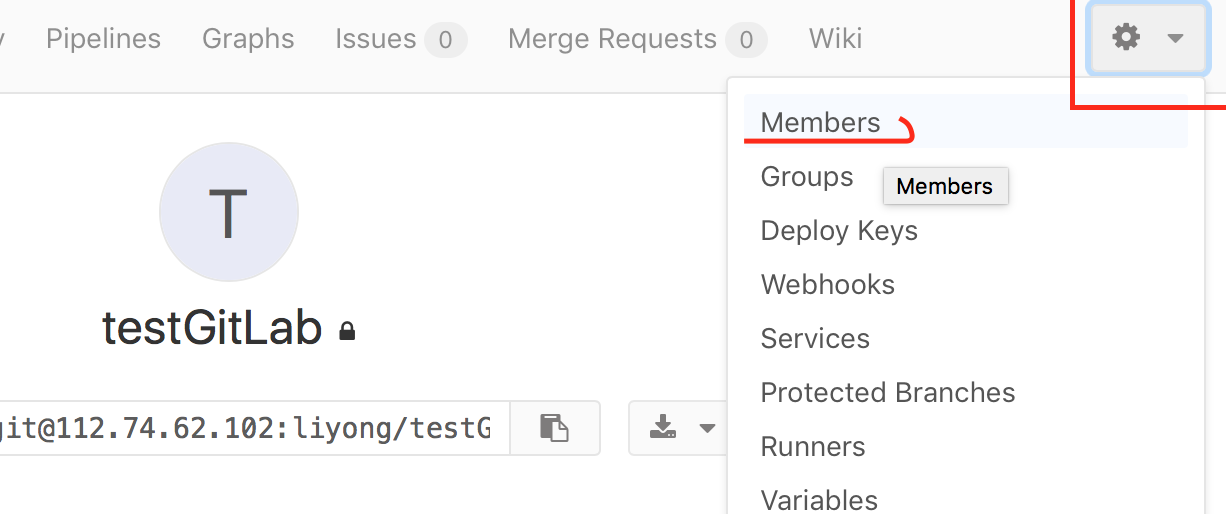 Pipelines Graphs Issues 0 Merge Requests 0 Wiki
Members
Groups
Members
Deploy Keys
Webhooks
Services
Protected Branches
Runners
Variables
T
testGitLab
git@112.74.62.102:liyong/testG